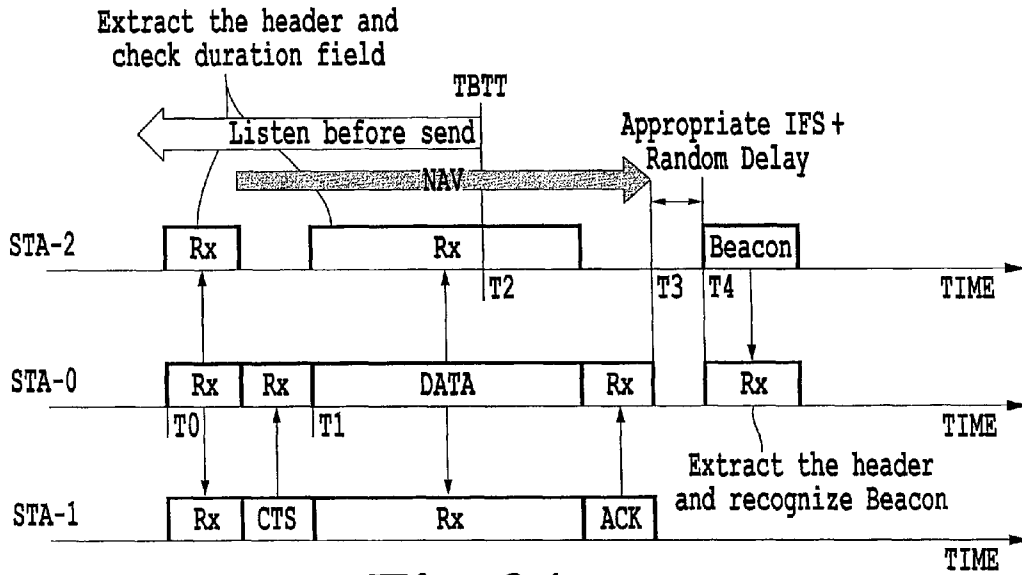 Extract the header and
check duration field
TBTT
Listen before send
Appropriate IFS+
Random Delay
NAV
STA-2
Rx
Rx
Beacon
T2
T3
T4
TIME
STA-0
Rx
Rx
DATA
Rx
Rx
T0
T1
TIME
Extract the header
and recognize Beacon
STA-1
Rx
CTS
Rx
ACK
TIME